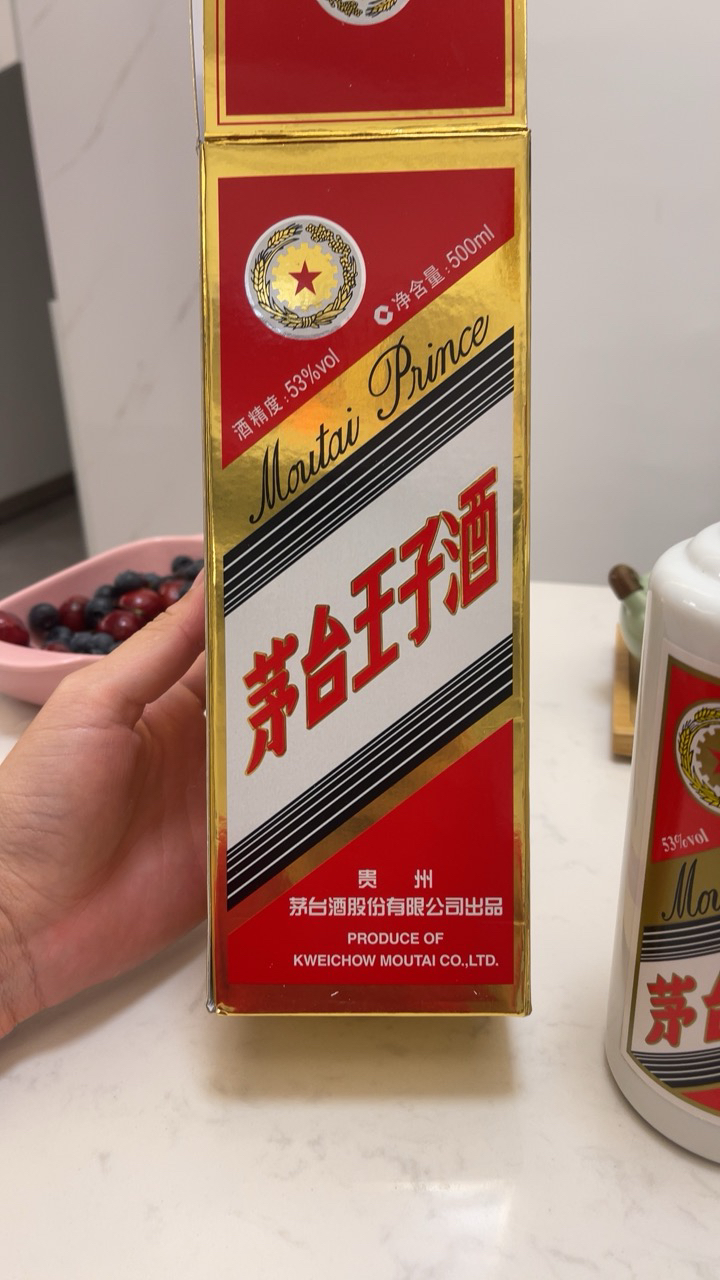 净含量:500ml
酒精度:53%vol
Moutai Prince
茅台王子酒
贵 州
茅台酒股份有限公司出品
PRODUCE OF
KWEICHOW MOUTAI CO.,LTD.
53%vol
茅